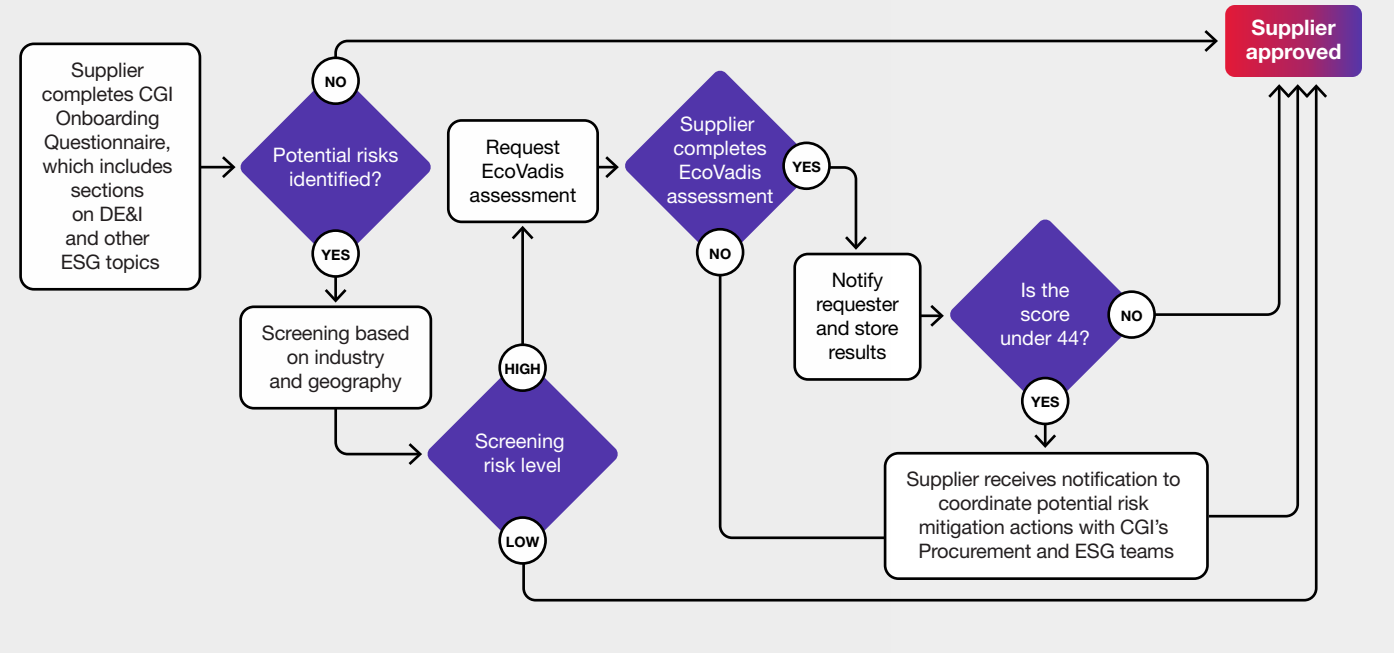 Supplier
completes CGI
Onboarding
Questionnaire,
which includes
sections
on DE&I
and other
ESG topics
NO
Potential risks
identified?
YES
Screening based
on industry
and geography
HIGH
Screening
risk level
LOW
Request
EcoVadis
assessment
Supplier
completes
EcoVadis
assessment
YES
NO
Notify
requester
and store
results
Is the
score
under 44?
NO
YES
Supplier receives notification to
coordinate potential risk
mitigation actions with CGI's
Procurement and ESG teams
Supplier
approved